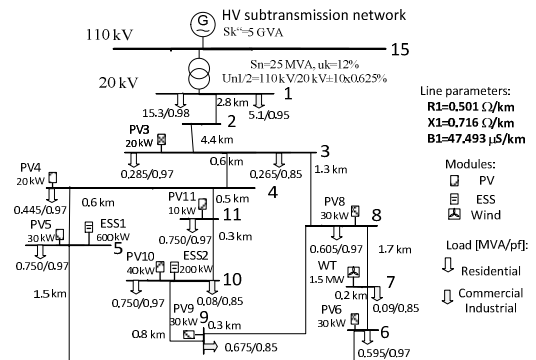 G
HV subtransmission network
Sk"=5 GVA
110 kV
15
Sn=25 MVA, uk=12%
Un1/2=110 kV/20 kV±10x0.625%
20 kV
1
15.3/0.98
2.8 km
5.1/0.95
2
4.4 km
PV3
20 kW
3
0.6 km
0.285/0.97
0.265/0.85
1.3 km
PV4
20 kW
4
0.445/0.97
0.6 km
0.5 km
PV11
10 kW
11
0.750/0.97
0.3 km
PV5
30 kW
ESS1
600kW
5
0.750/0.97
1.5 km
PV8
30 kW
8
0.605/0.97
1.7 km
PV10
40kW
ESS2
200 kW
10
0.750/0.97
0.08/0.85
WT
1.5 MW
7
0.2 km
0.09/0.85
PV9
30 kW
9
0.3 km
0.8 km
0.675/0.85
PV6
30 kW
6
0.595/0.97
Line parameters:
R1=0.501 Ω/km
X1=0.716 Ω/km
B1=47,493 µS/km
Modules:
PV
ESS
Wind
Load [MVA/pf]:
Residential
Commercial
Industrial